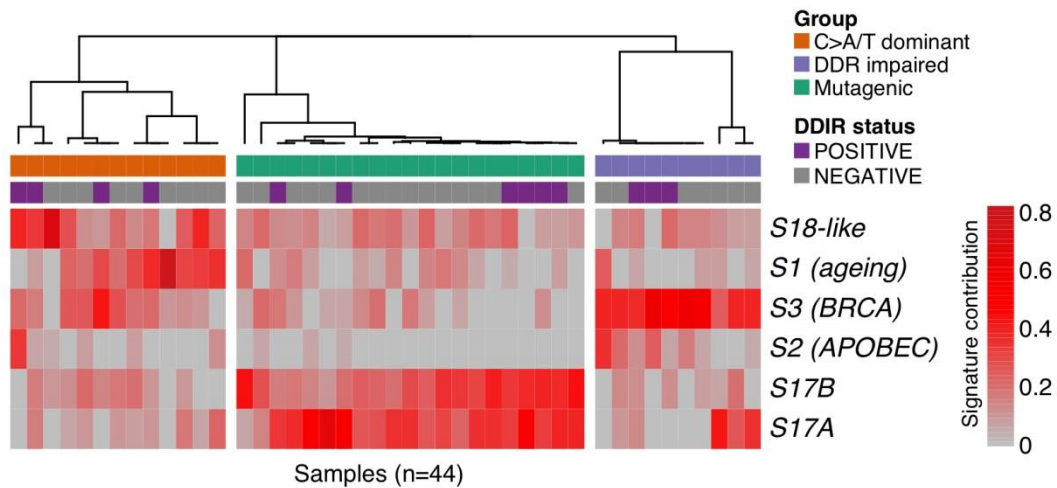 Group
C>A/T dominant
DDR impaired
Mutagenic
DDIR status
POSITIVE
NEGATIVE
S18-like
S1 (ageing)
S3 (BRCA)
S2 (APOBEC)
S17B
S17A
Signature contribution
0.8
0.6
0.4
0.2
0
Samples (n=44)